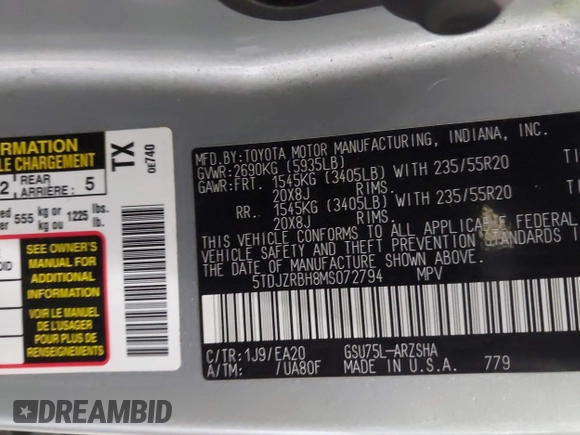 FORMATION
LE CHARGEMENT
2 REAR ARRIÈRE: 5
555 kg or kg ou 1225 lbs. lb.
SEE OWNER'S
MANUAL FOR
ADDITIONAL
INFORMATION
VOIR LE MANUEL
DE L'USAGER
POUR PLUS DE
RENSEIGNEMENTS
TX
0E740
MFD.BY:TOYOTA MOTOR MANUFACTURING, INDIANA, INC.
GVWR:2690KG (5935LB)
GAWR:FRT. 1545KG (3405LB) WITH 235/55R20
20X8J RIMS.
RR. 1545KG (3405LB) WITH 235/55R20
20X8J RIMS.
THIS VEHICLE CONFORMS TO ALL APPLICABLE FEDERAL
VEHICLE SAFETY AND THEFT PREVENTION STANDARDS
DATE OF MANUFACTURE SHOWN ABOVE.
5TDJZRBH8MS072794 MPV
C/TR:1J9/EA20 GSU75L-ARZSHA
A/TM: /UA80F MADE IN U.S.A. 779
DREAMBID